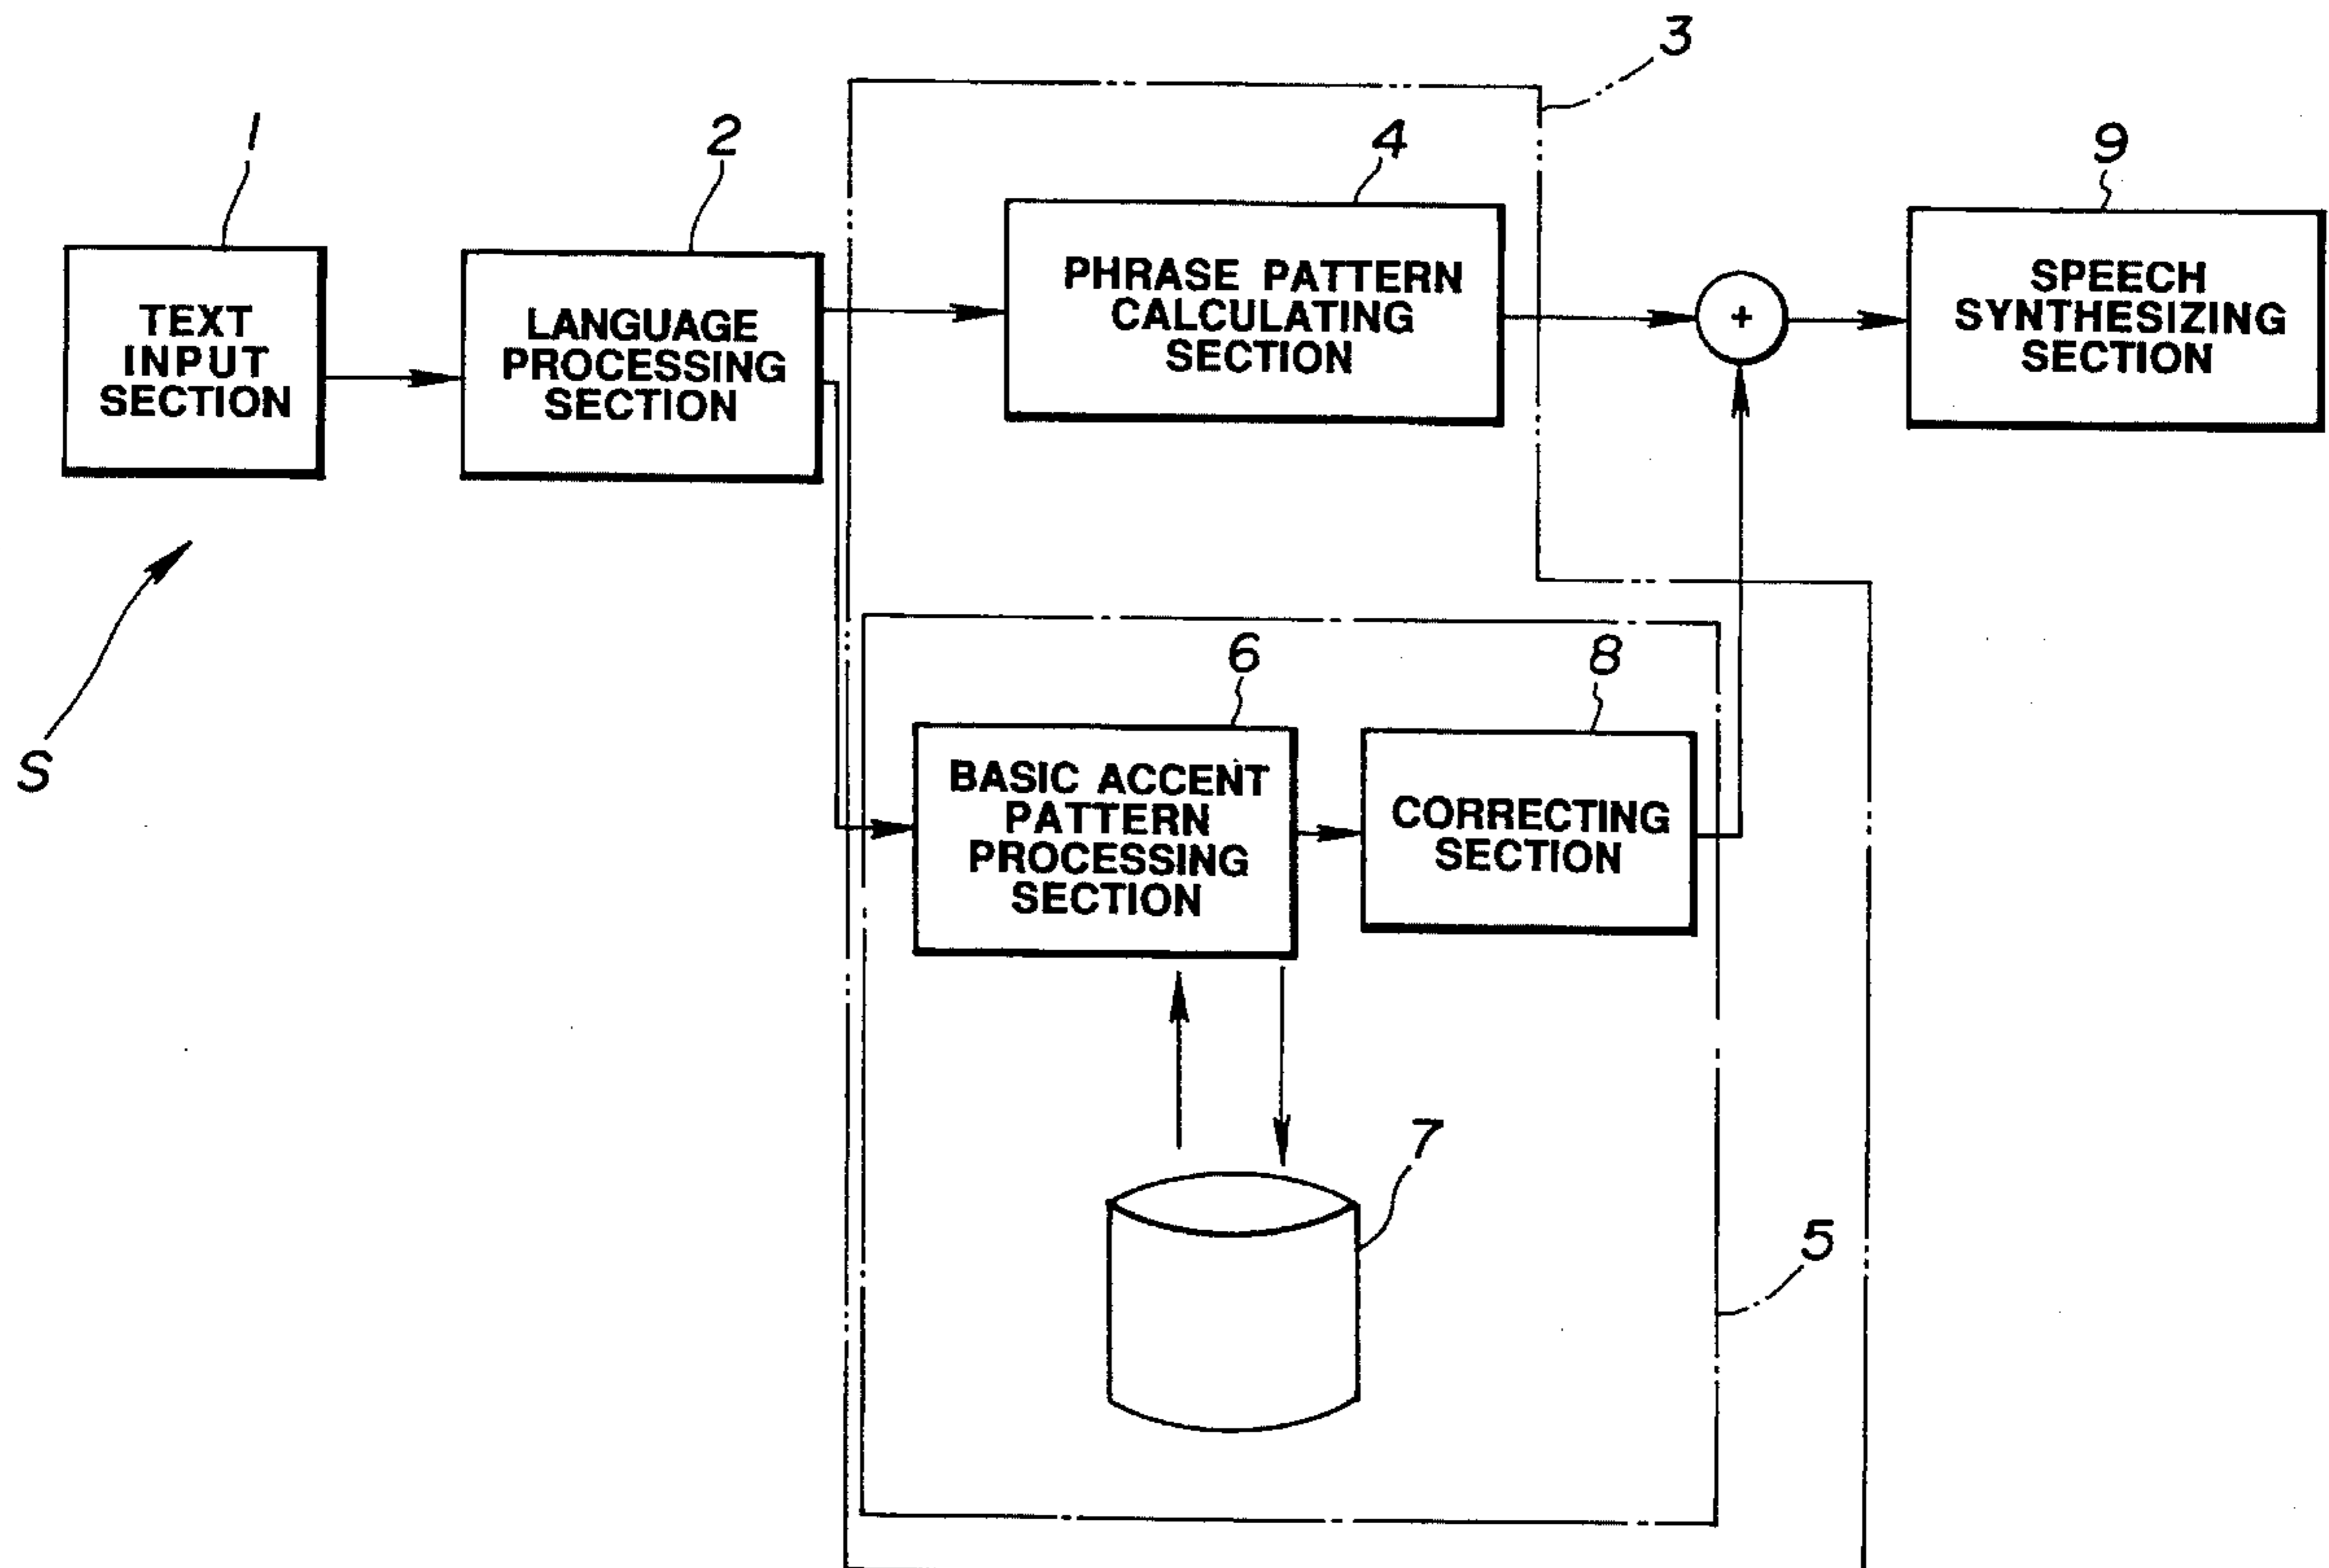 3
1
2
4
9
TEXT
INPUT
SECTION
LANGUAGE
PROCESSING
SECTION
PHRASE PATTERN
CALCULATING
SECTION
+
SPEECH
SYNTHESIZING
SECTION
S
6
8
BASIC ACCENT
PATTERN
PROCESSING
SECTION
CORRECTING
SECTION
7
5